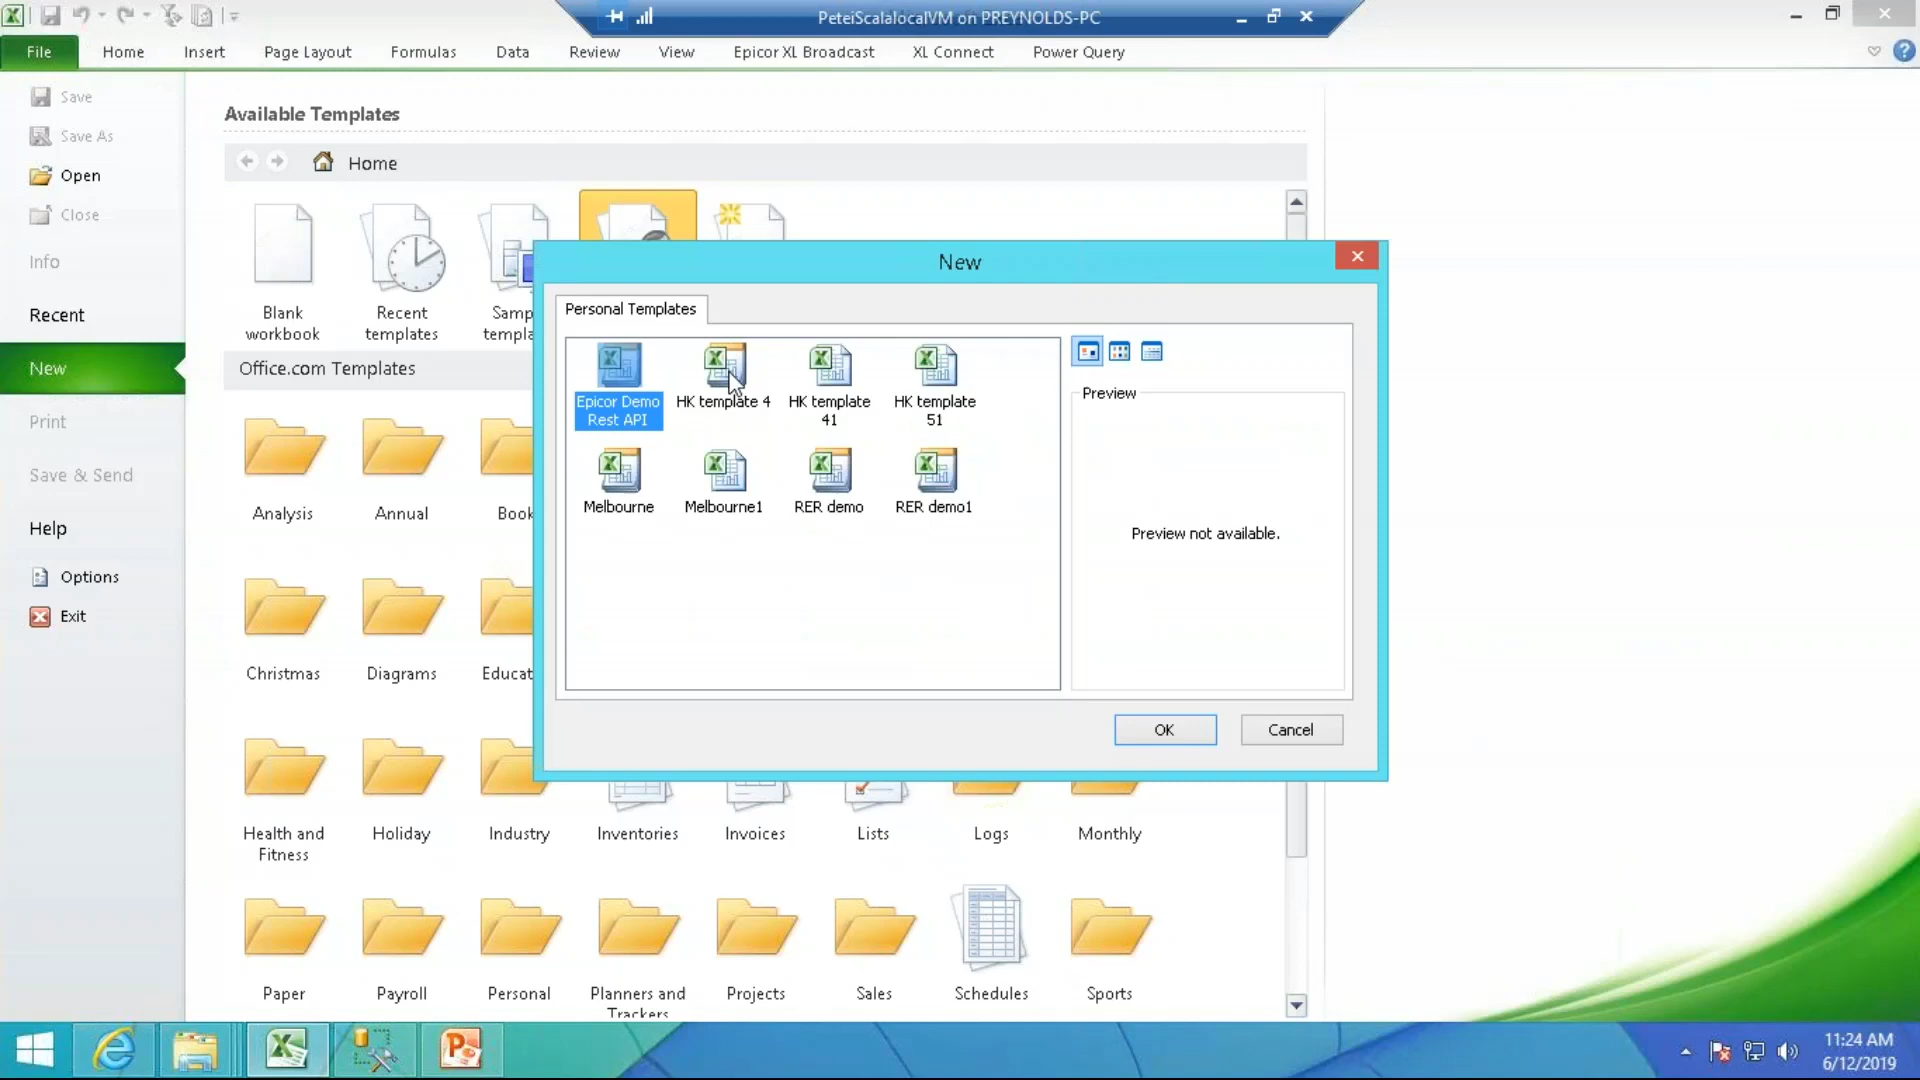 PeteiScalalocalVM on PREYNOLDS-PC
File Home Insert Page Layout Formulas Data Review View Epicor XL Broadcast XL Connect Power Query
Save
Save As
Open
Close
Info
Recent
New
Print
Save & Send
Help
Options
Exit
Available Templates
Home
Blank
workbook
Recent
templates
Samp
templa
Office.com Templates
Analysis
Annual
Book
Christmas
Diagrams
Educat
Health and
Fitness
Holiday
Industry
Inventories
Invoices
Lists
Logs
Monthly
Paper
Payroll
Personal
Planners and
Trackers
Projects
Sales
Schedules
Sports
New
Personal Templates
Epicor Demo
Rest API
HK template 4
HK template
41
HK template
51
Melbourne
Melbourne1
RER demo
RER demo1
Preview
Preview not available.
OK
Cancel
11:24 AM
6/12/2019